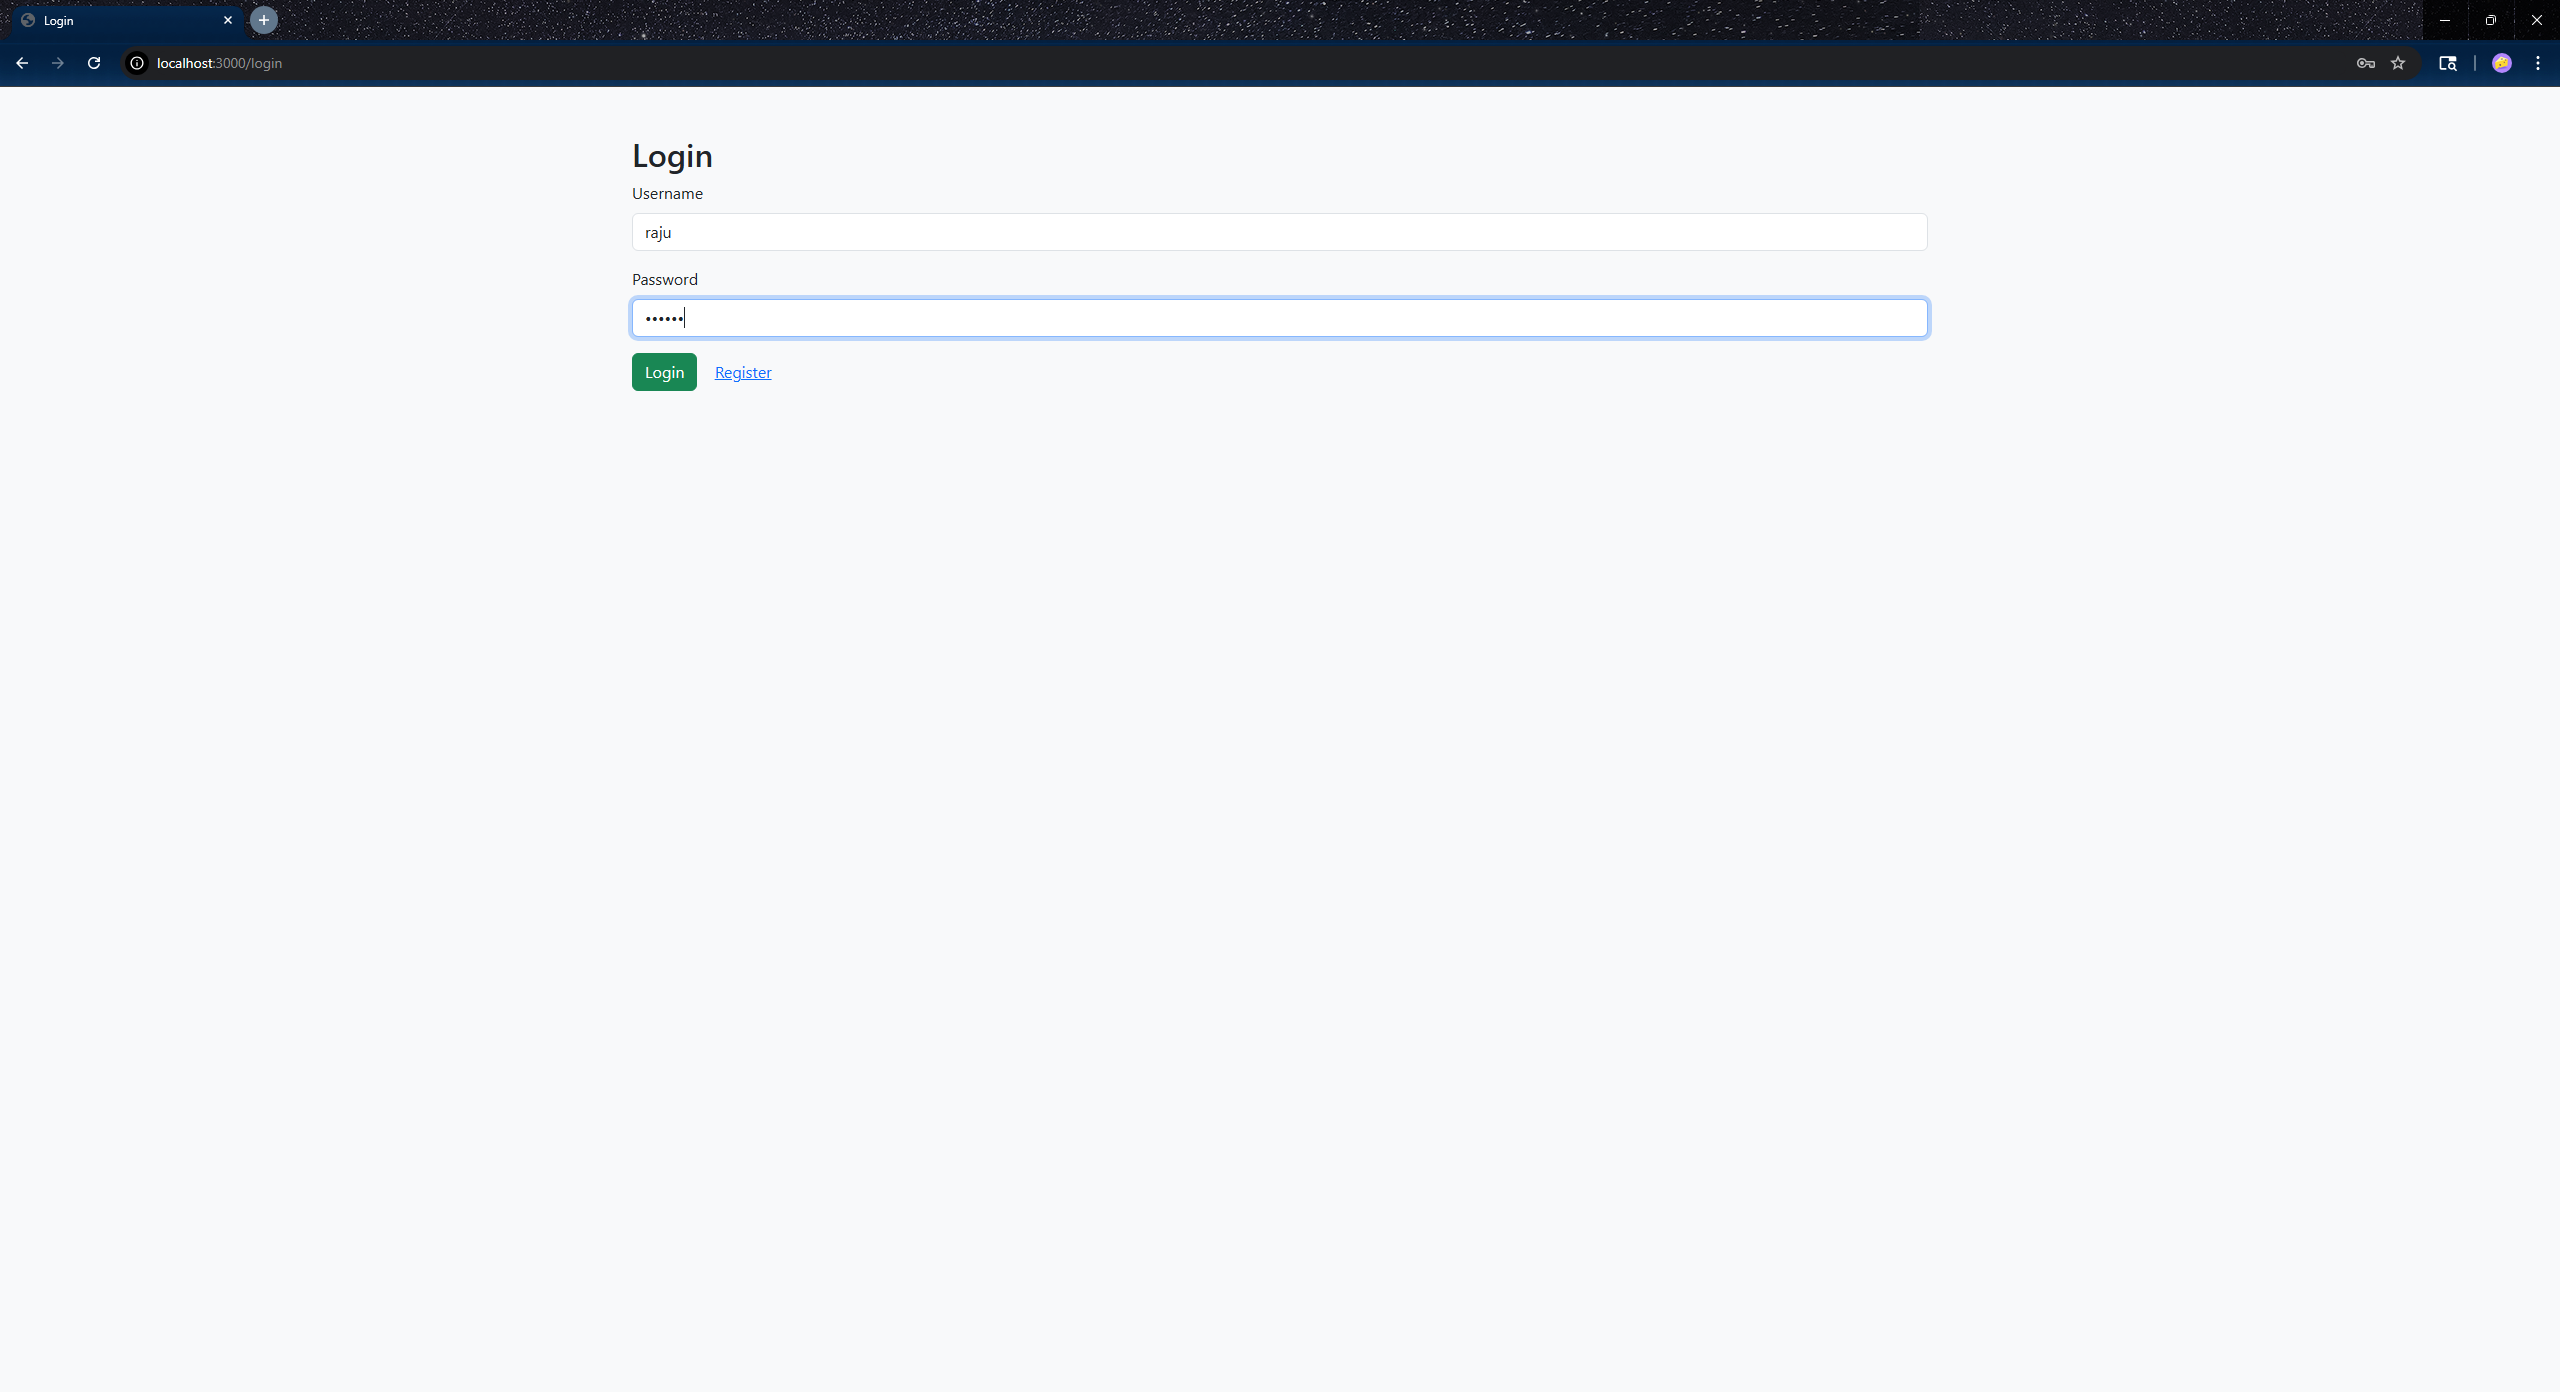 Login
localhost:3000/login
Login
Username
raju
Password
••••••
Login Register